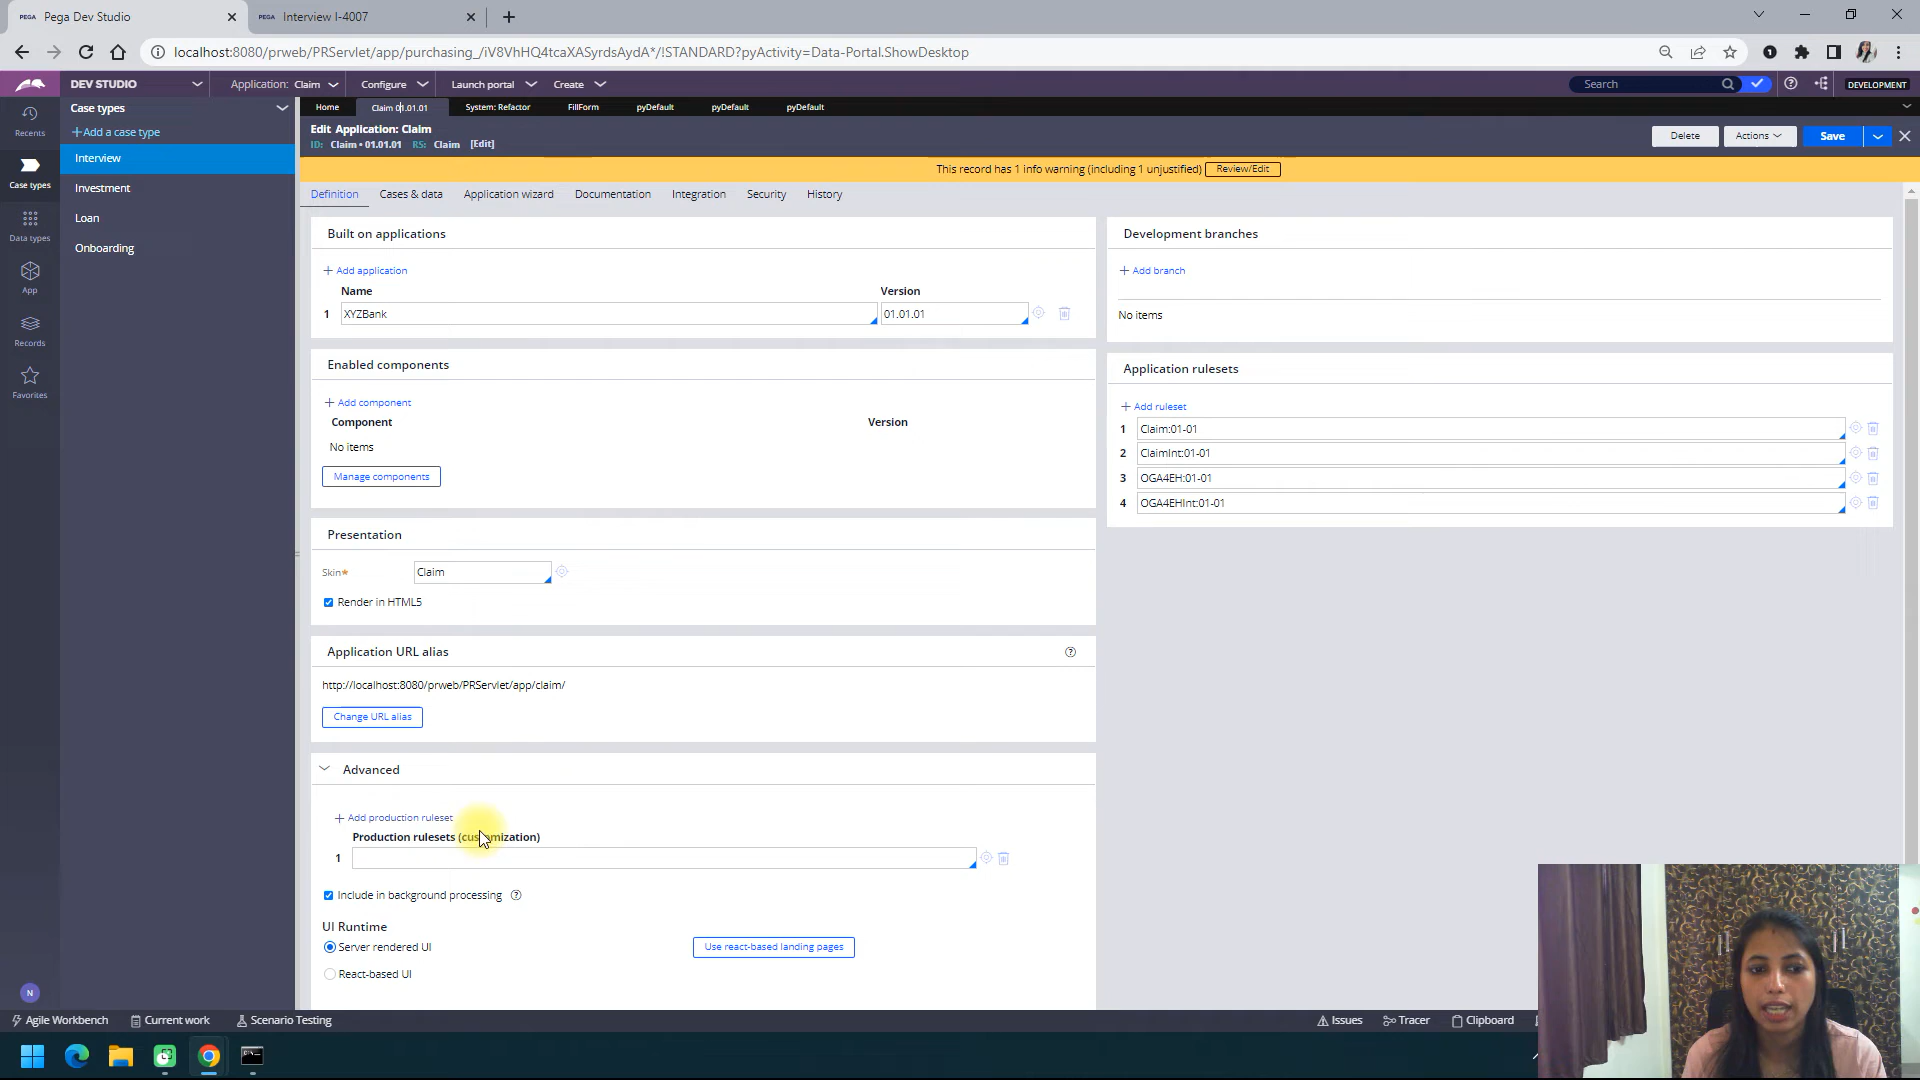 PEGA Pega Dev Studio
PEGA Interview I-4007
localhost:8080/prweb/PRServlet/app/purchasing_/iV8VhHQ4tcaXASyrdsAydA*/!STANDARD?pyActivity=Data-Portal.ShowDesktop
DEV STUDIO
Application: Claim
Configure
Launch portal
Create
Search
DEVELOPMENT
Recents
Case types
Data types
App
Records
Favorites
N
Case types
+Add a case type
Interview
Investment
Loan
Onboarding
Home
Claim 01.01.01
System: Refactor
FillForm
pyDefault
pyDefault
pyDefault
Edit Application: Claim
ID: Claim • 01.01.01 RS: Claim [Edit]
Delete
Actions
Save
This record has 1 info warning (including 1 unjustified) Review/Edit
Definition
Cases & data
Application wizard
Documentation
Integration
Security
History
Built on applications
+ Add application
Name Version
1 XYZBank 01.01.01
Enabled components
+ Add component
Component Version
No items
Manage components
Presentation
Skin* Claim
Render in HTML5
Application URL alias
http://localhost:8080/prweb/PRServlet/app/claim/
Change URL alias
Advanced
+ Add production ruleset
Production rulesets (customization)
1
Include in background processing
UI Runtime
Server rendered UI
Use react-based landing pages
React-based UI
Development branches
+ Add branch
No items
Application rulesets
+ Add ruleset
1 Claim:01-01
2 ClaimInt:01-01
3 OGA4EH:01-01
4 OGA4EHInt:01-01
Agile Workbench
Current work
Scenario Testing
Issues
Tracer
Clipboard